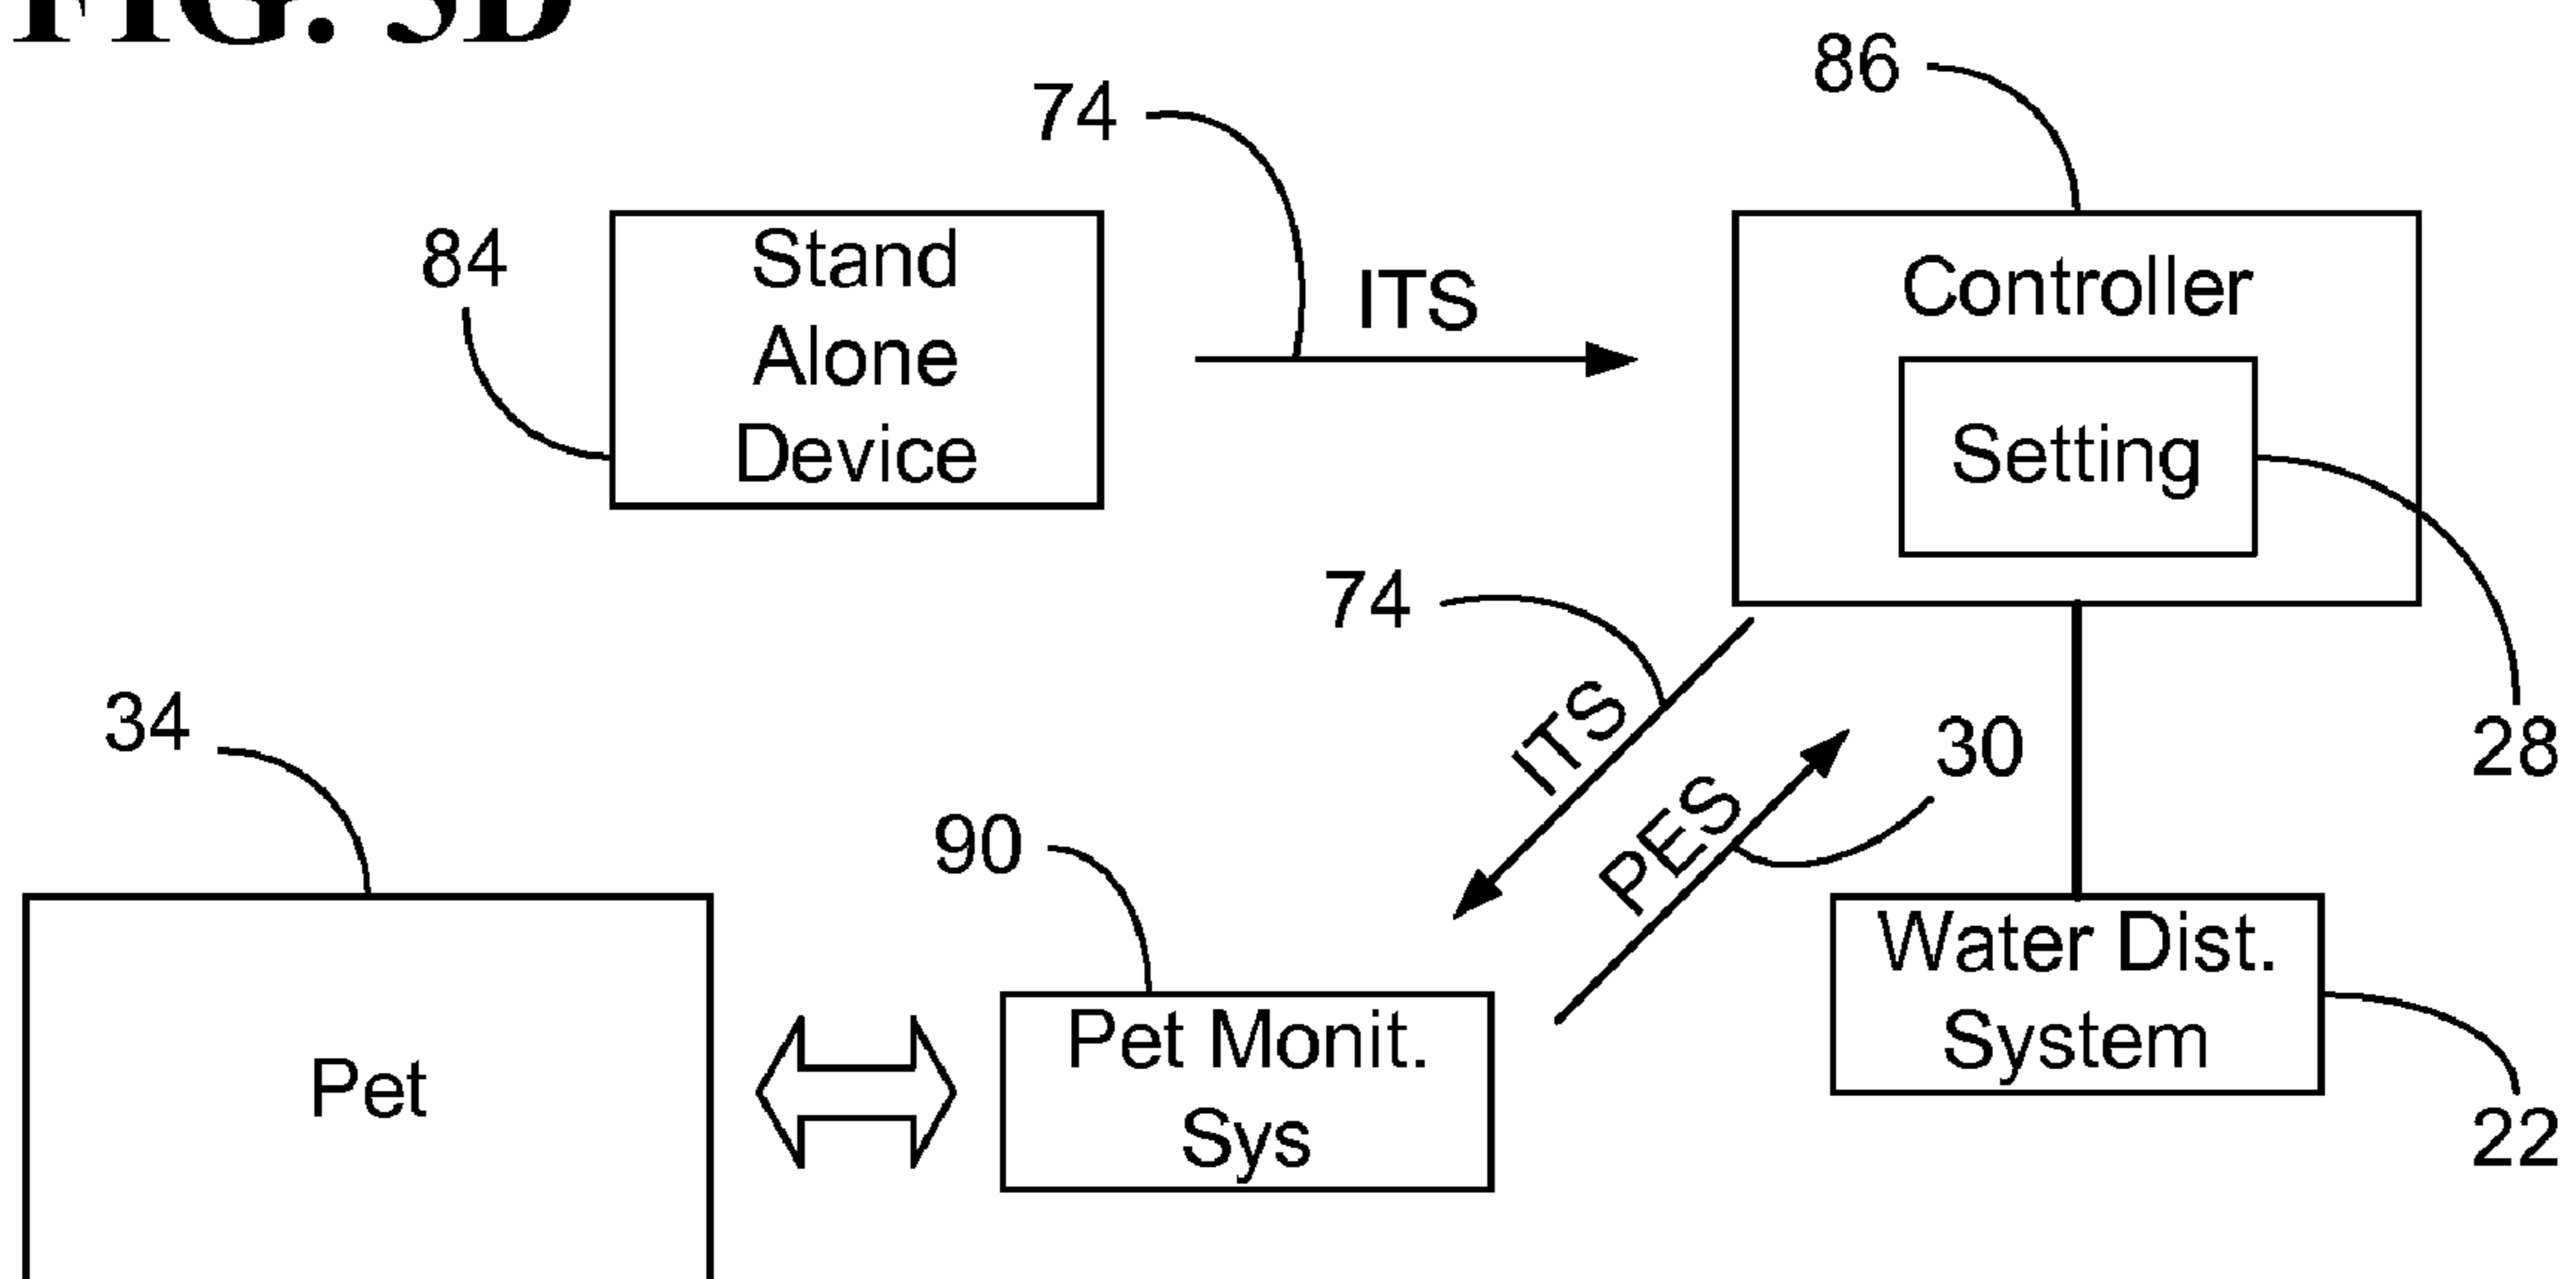 FIG.
86
74
84
Stand
Alone
Device
ITS
Controller
Setting
74
34
ITS
30
28
90
PES
Pet
Pet Monit.
Sys
Water Dist.
System
22